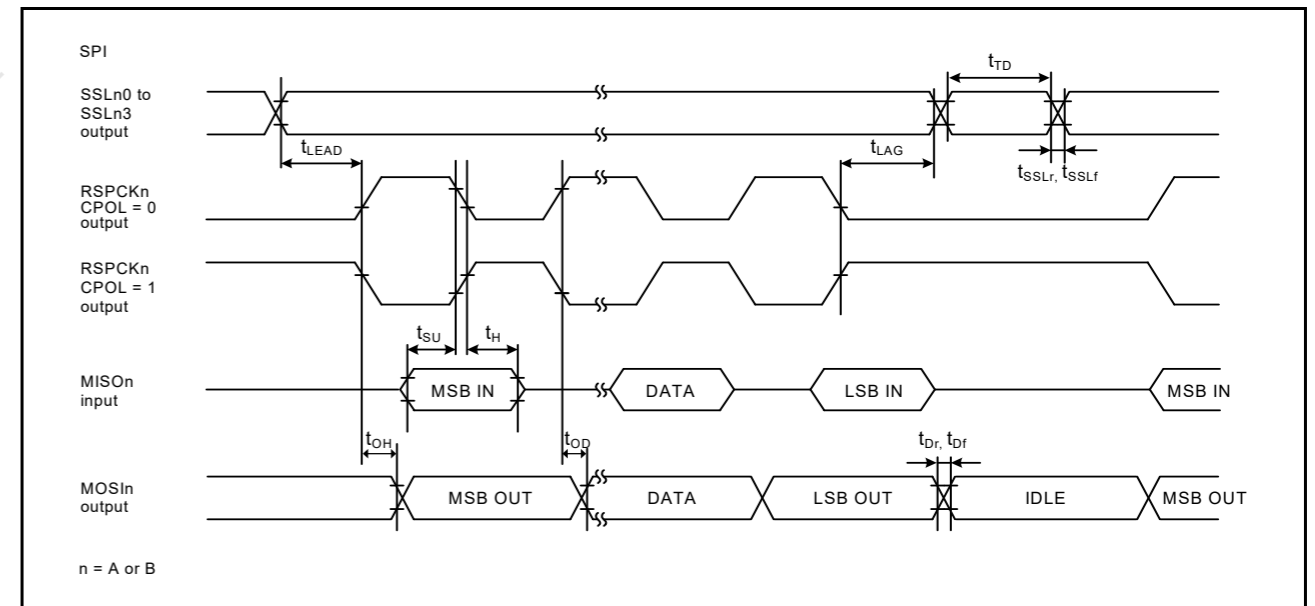 SPI
SSLn0 to
SSLn3
output
tTD
tLEAD
tLAG
tSSLr, tSSLf
RSPCKn
CPOL = 0
output
RSPCKn
CPOL = 1
output
tSU
tH
MISOn
input
MSB IN
DATA
LSB IN
MSB IN
tOH
tOD
tDr, tDf
MOSIn
output
MSB OUT
DATA
LSB OUT
IDLE
MSB OUT
n = A or B